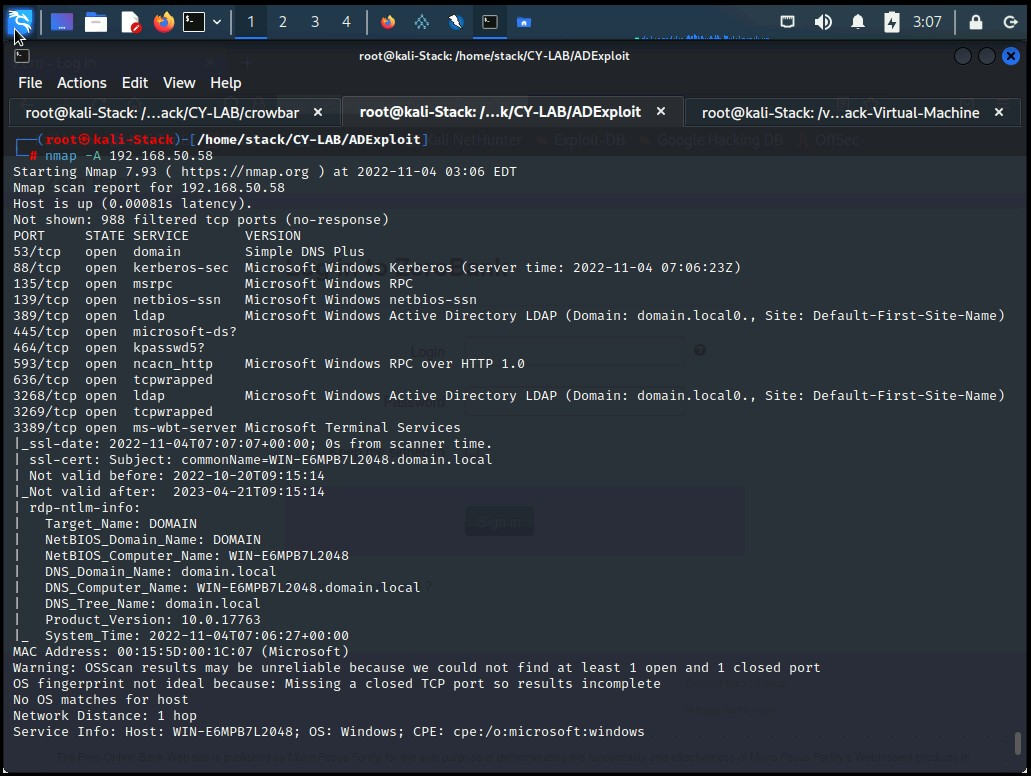 1 2 3 4 3:07
root@kali-Stack: /home/stack/CY-LAB/ADExploit
File Actions Edit View Help
root@kali-Stack: /...ack/CY-LAB/crowbar × root@kali-Stack: /...k/CY-LAB/ADExploit × root@kali-Stack: /v...ack-Virtual-Machine ×
(root㉿kali-Stack)-[/home/stack/CY-LAB/ADExploit]
# nmap -A 192.168.50.58
Starting Nmap 7.93 ( https://nmap.org ) at 2022-11-04 03:06 EDT
Nmap scan report for 192.168.50.58
Host is up (0.00081s latency).
Not shown: 988 filtered tcp ports (no-response)
PORT STATE SERVICE VERSION
53/tcp open domain Simple DNS Plus
88/tcp open kerberos-sec Microsoft Windows Kerberos (server time: 2022-11-04 07:06:23Z)
135/tcp open msrpc Microsoft Windows RPC
139/tcp open netbios-ssn Microsoft Windows netbios-ssn
389/tcp open ldap Microsoft Windows Active Directory LDAP (Domain: domain.local0., Site: Default-First-Site-Name)
445/tcp open microsoft-ds?
464/tcp open kpasswd5?
593/tcp open ncacn_http Microsoft Windows RPC over HTTP 1.0
636/tcp open tcpwrapped
3268/tcp open ldap Microsoft Windows Active Directory LDAP (Domain: domain.local0., Site: Default-First-Site-Name)
3269/tcp open tcpwrapped
3389/tcp open ms-wbt-server Microsoft Terminal Services
|_ssl-date: 2022-11-04T07:07:07+00:00; 0s from scanner time.
| ssl-cert: Subject: commonName=WIN-E6MPB7L2048.domain.local
| Not valid before: 2022-10-20T09:15:14
|_Not valid after: 2023-04-21T09:15:14
| rdp-ntlm-info:
| Target_Name: DOMAIN
| NetBIOS_Domain_Name: DOMAIN
| NetBIOS_Computer_Name: WIN-E6MPB7L2048
| DNS_Domain_Name: domain.local
| DNS_Computer_Name: WIN-E6MPB7L2048.domain.local
| DNS_Tree_Name: domain.local
| Product_Version: 10.0.17763
|_ System_Time: 2022-11-04T07:06:27+00:00
MAC Address: 00:15:5D:00:1C:07 (Microsoft)
Warning: OSScan results may be unreliable because we could not find at least 1 open and 1 closed port
OS fingerprint not ideal because: Missing a closed TCP port so results incomplete
No OS matches for host
Network Distance: 1 hop
Service Info: Host: WIN-E6MPB7L2048; OS: Windows; CPE: cpe:/o:microsoft:windows